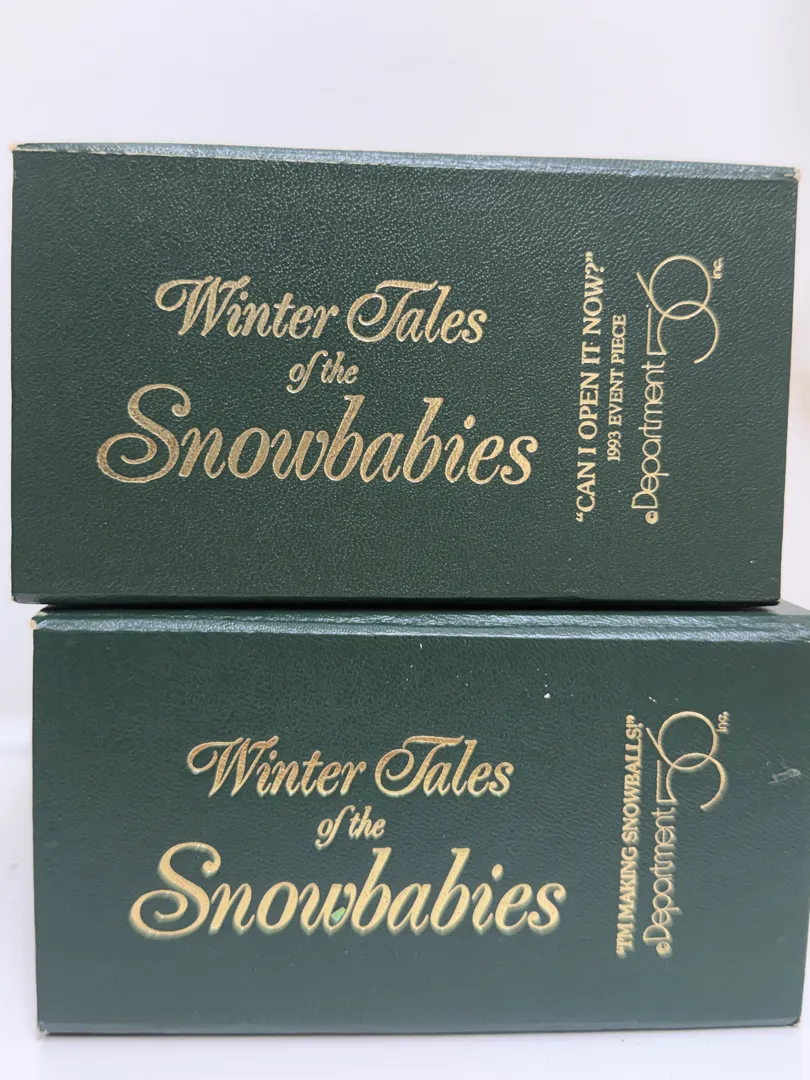 Winter Tales
of the
Snowbabies
"CAN I OPEN IT NOW?"
1993 EVENT PIECE
©Department 56 inc.
Winter Tales
of the
Snowbabies
"I'M MAKING SNOWBALLS!"
©Department 56 inc.